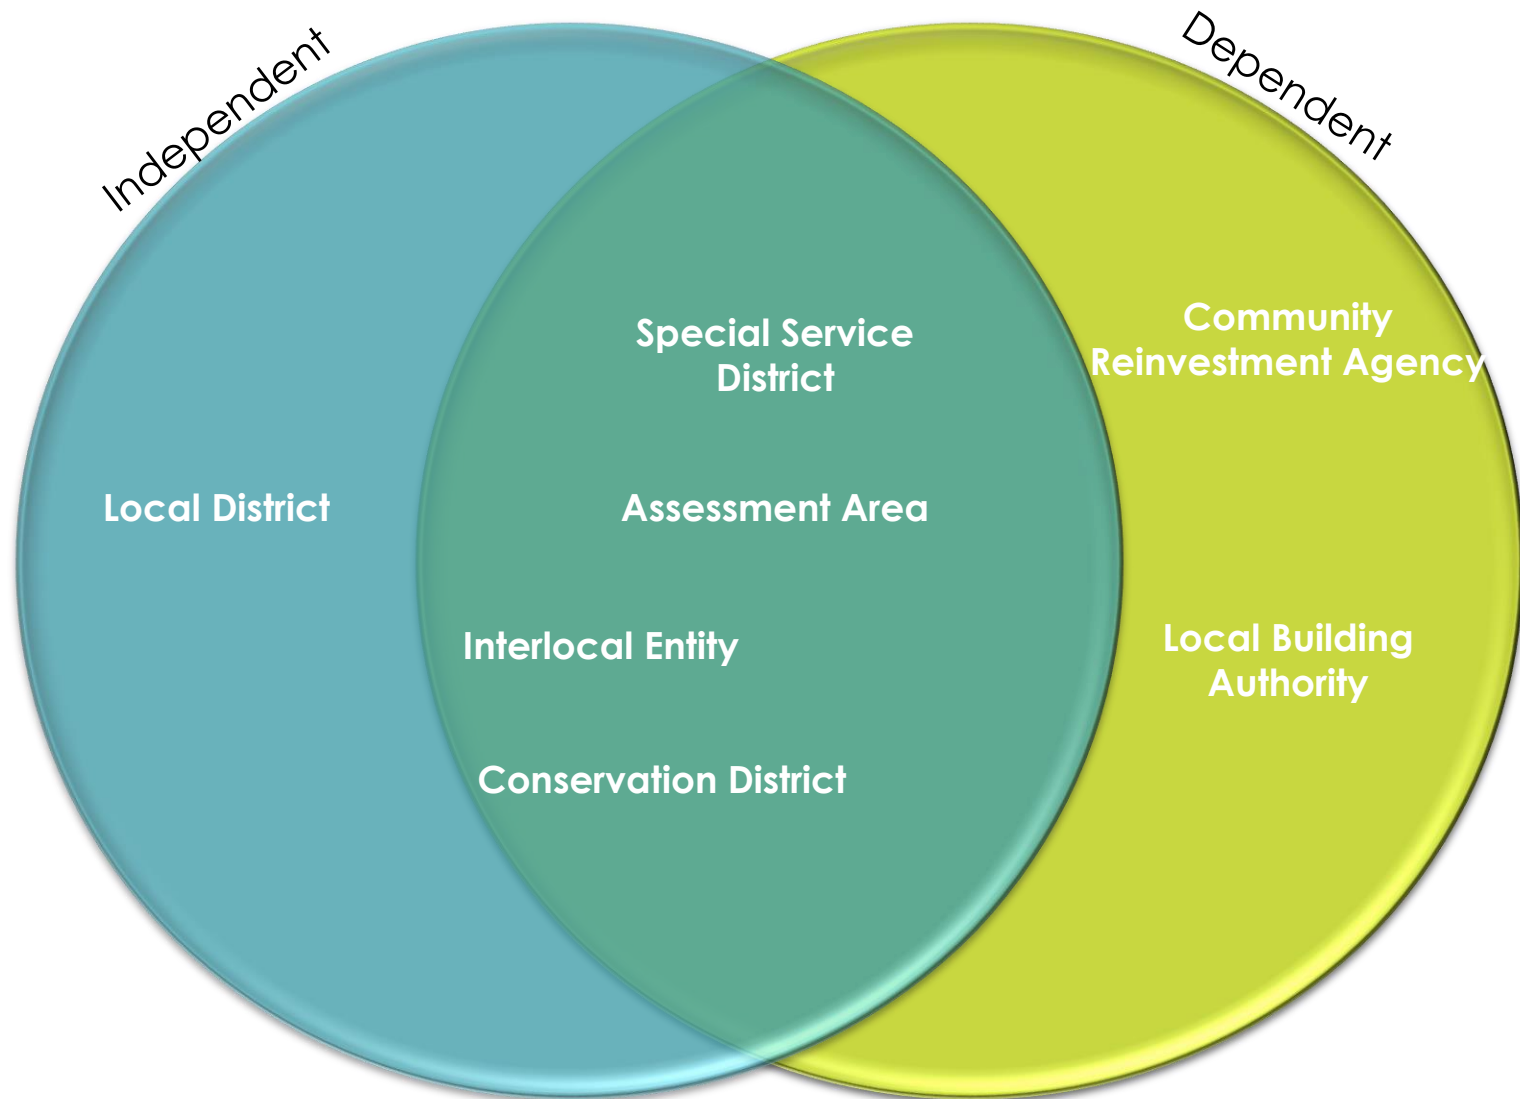 Independent
Dependent
Special Service
District
Community
Reinvestment Agency
Local District
Assessment Area
Interlocal Entity
Local Building
Authority
Conservation District